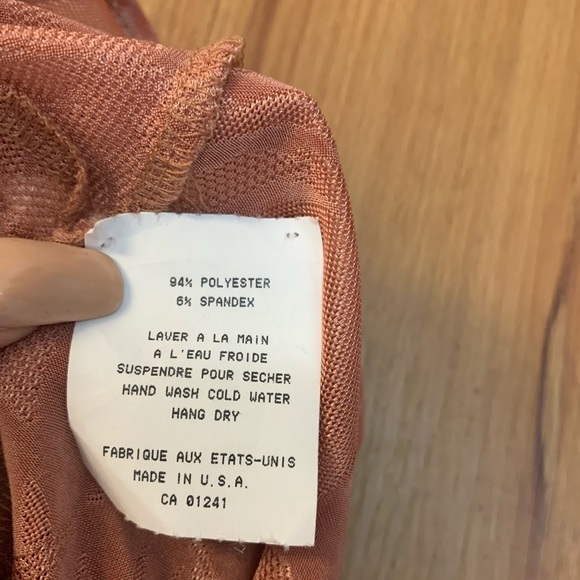 94% POLYESTER
6% SPANDEX
LAVER A LA MAIN
A L'EAU FROIDE
SUSPENDRE POUR SECHER
HAND WASH COLD WATER
HANG DRY
FABRIQUE AUX ETATS-UNIS
MADE IN U.S.A.
CA 01241